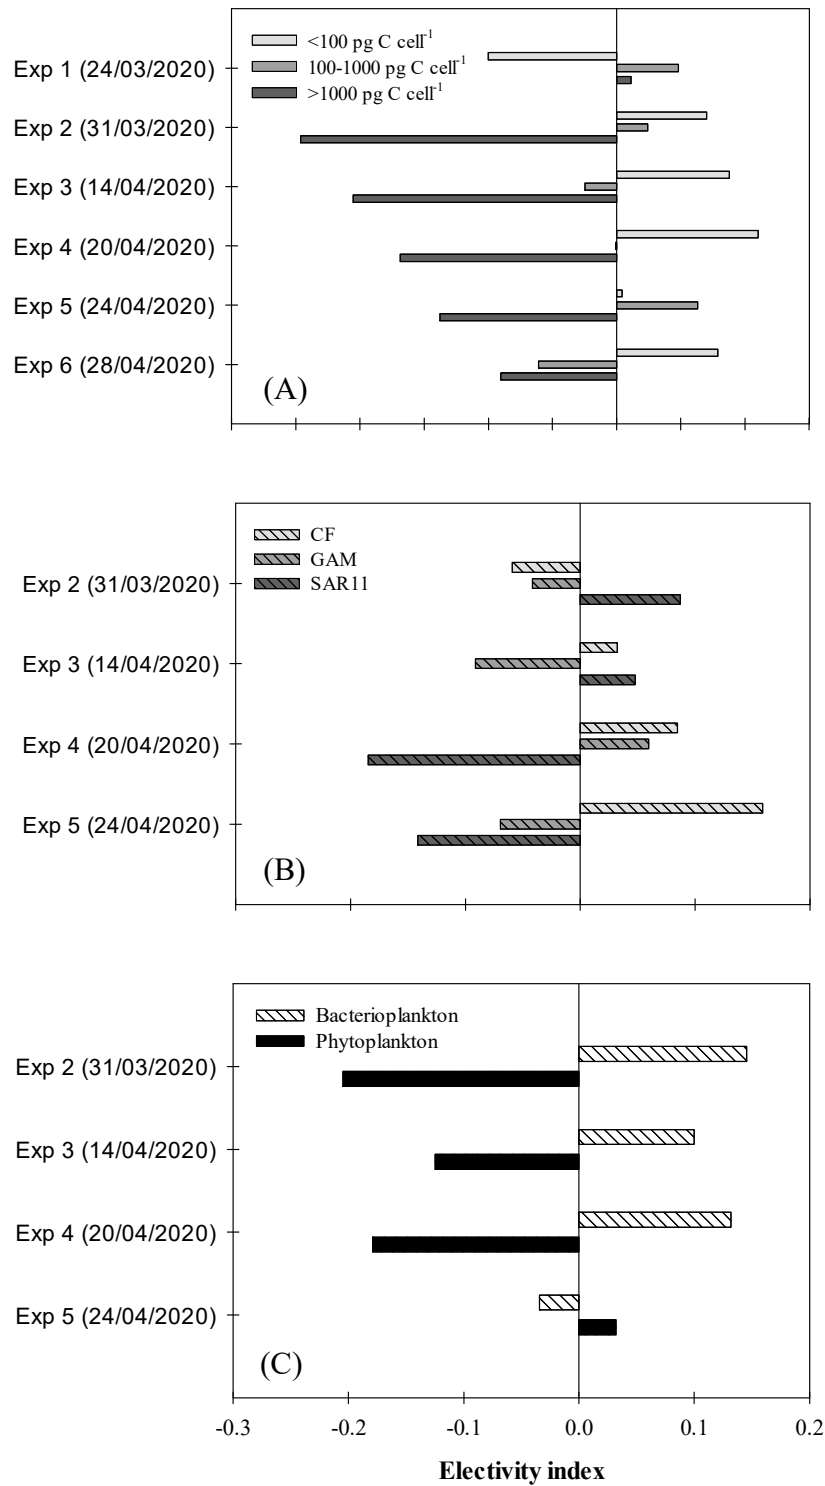 <100 pg C cell-1
Exp 1 (24/03/2020)
100-1000 pg C cell-1
>1000 pg C cell-1
Exp 2 (31/03/2020)
Exp 3 (14/04/2020)
Exp 4 (20/04/2020)
Exp 5 (24/04/2020)
Exp 6 (28/04/2020)
(A)
CF
GAM
SAR11
Exp 2 (31/03/2020)
Exp 3 (14/04/2020)
Exp 4 (20/04/2020)
Exp 5 (24/04/2020)
(B)
Bacterioplankton
Phytoplankton
Exp 2 (31/03/2020)
Exp 3 (14/04/2020)
Exp 4 (20/04/2020)
Exp 5 (24/04/2020)
(C)
-0.3 -0.2 -0.1 0.0 0.1 0.2
Electivity index